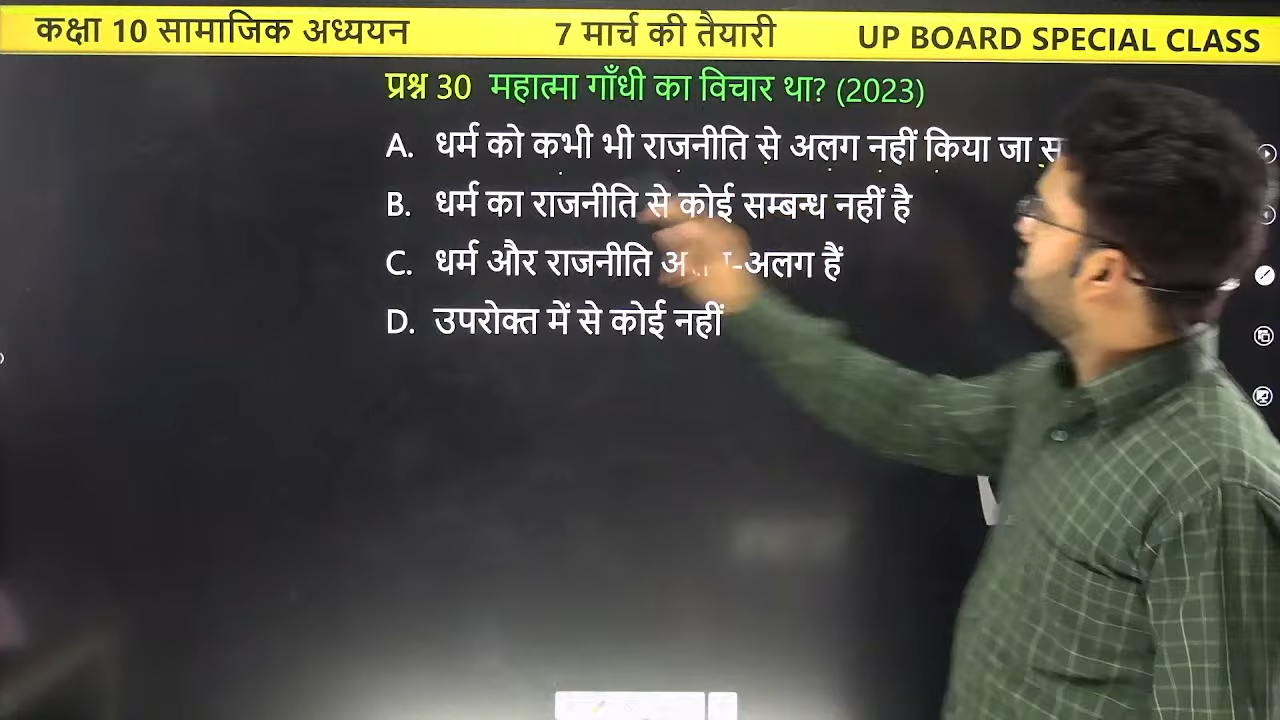 कक्षा 10 सामाजिक अध्ययन 7 मार्च की तैयारी UP BOARD SPECIAL CLASS
प्रश्न 30 महात्मा गाँधी का विचार था? (2023)
A. धर्म को कभी भी राजनीति से अलग नहीं किया जा
B. धर्म का राजनीति से कोई सम्बन्ध नहीं है
C. धर्म और राजनीति -अलग हैं
D. उपरोक्त में से कोई नहीं